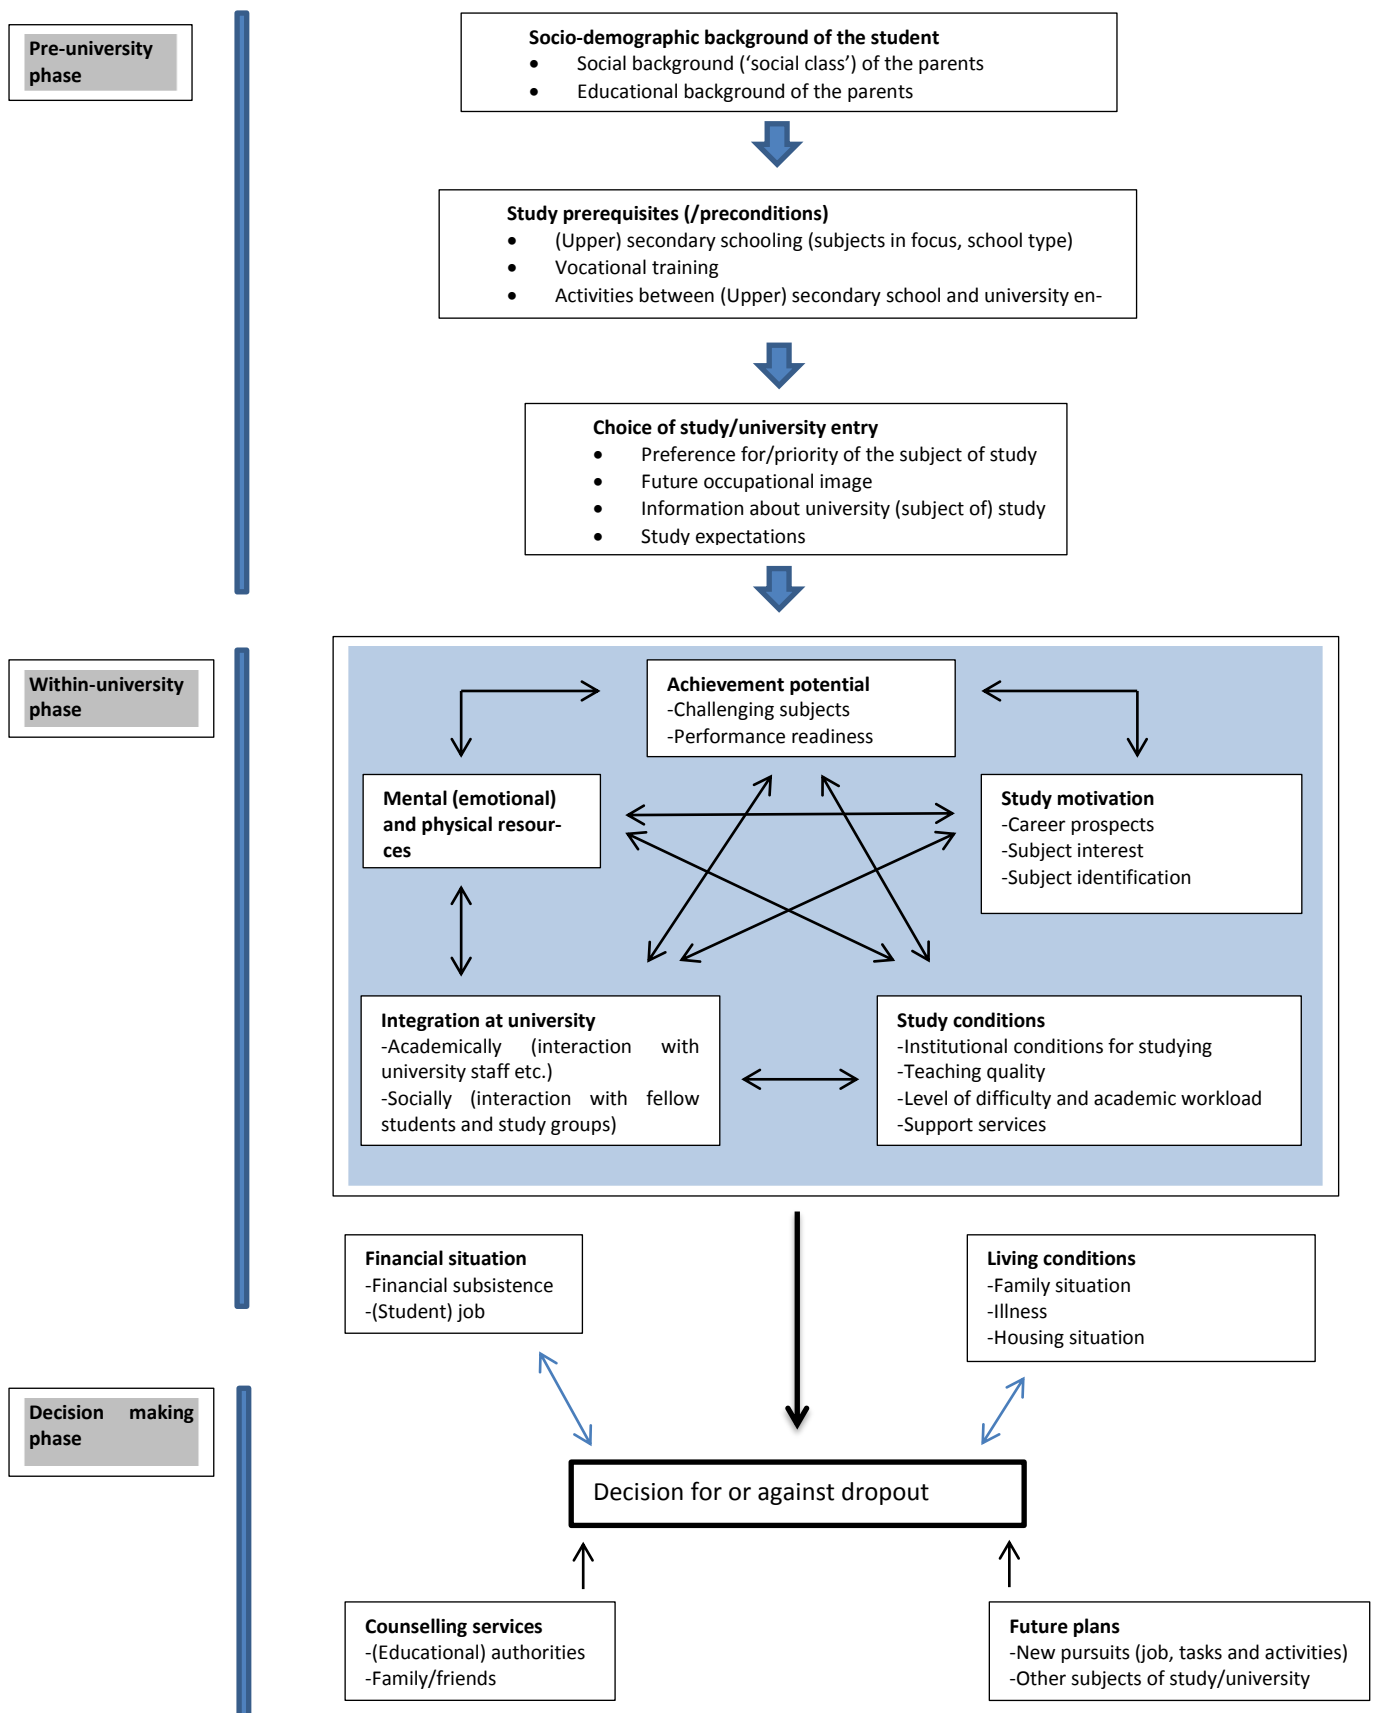 Pre-university
phase
Socio-demographic background of the student
• Social background (‘social class’) of the parents
• Educational background of the parents
Study prerequisites (/preconditions)
• (Upper) secondary schooling (subjects in focus, school type)
• Vocational training
• Activities between (Upper) secondary school and university en-
Choice of study/university entry
• Preference for/priority of the subject of study
• Future occupational image
• Information about university (subject of) study
• Study expectations
Within-university
phase
Achievement potential
-Challenging subjects
-Performance readiness
Mental (emotional)
and physical resour-
ces
Study motivation
-Career prospects
-Subject interest
-Subject identification
Integration at university
-Academically (interaction with
university staff etc.)
-Socially (interaction with fellow
students and study groups)
Study conditions
-Institutional conditions for studying
-Teaching quality
-Level of difficulty and academic workload
-Support services
Financial situation
-Financial subsistence
-(Student) job
Living conditions
-Family situation
-Illness
-Housing situation
Decision making
phase
Decision for or against dropout
Counselling services
-(Educational) authorities
-Family/friends
Future plans
-New pursuits (job, tasks and activities)
-Other subjects of study/university